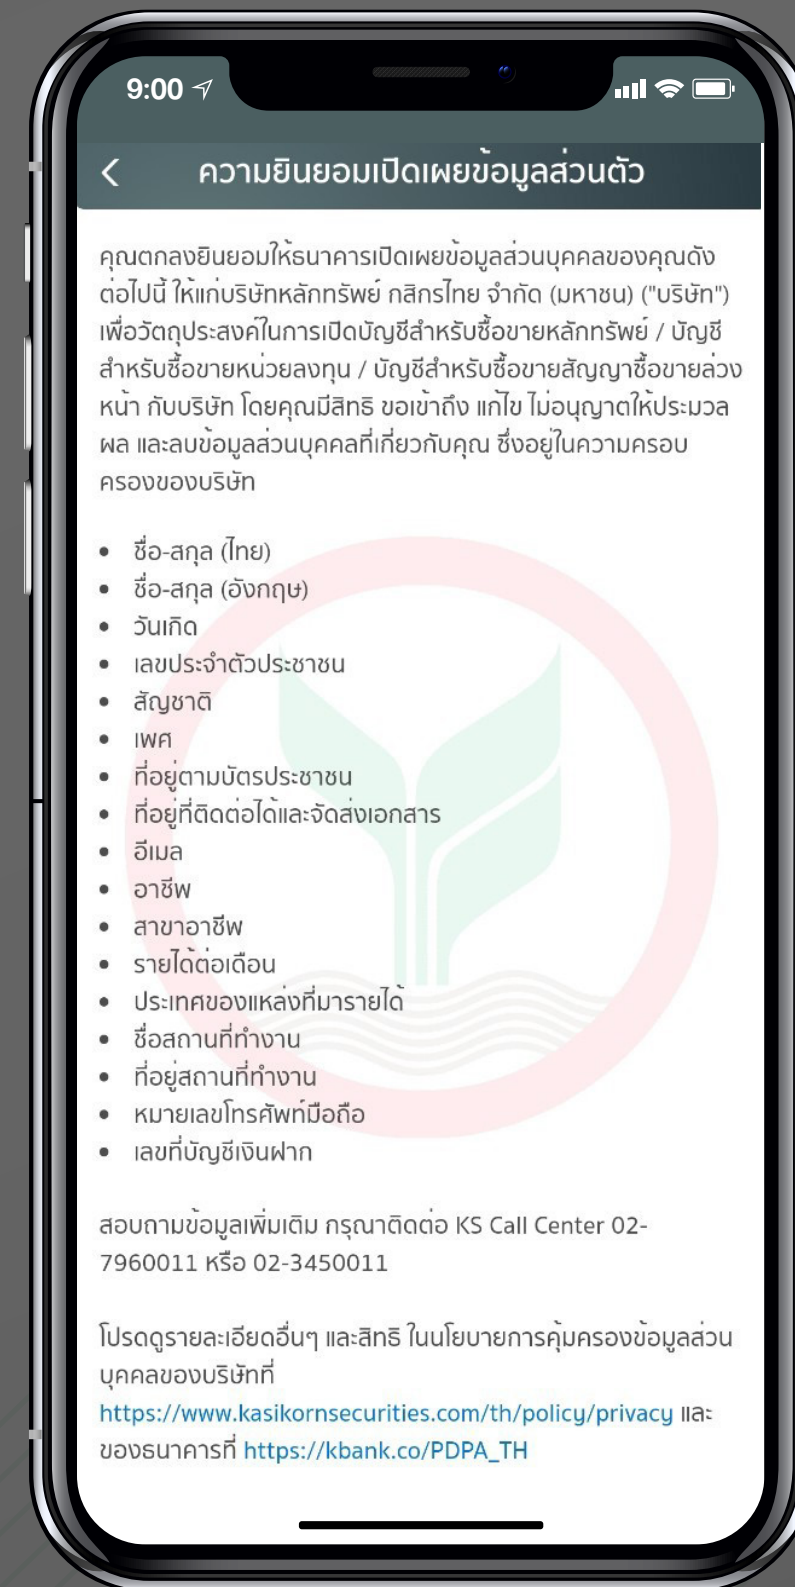 9:00
ความยินยอมเปิดเผยข้อมูลส่วนตัว
คุณตกลงยินยอมให้ธนาคารเปิดเผยข้อมูลส่วนบุคคลของคุณดัง
ต่อไปนี้ ให้แก่บริษัทหลักทรัพย์ กสิกรไทย จำกัด (มหาชน) ("บริษัท")
เพื่อวัตถุประสงค์ในการเปิดบัญชีสำหรับซื้อขายหลักทรัพย์ / บัญชี
สำหรับซื้อขายหน่วยลงทุน / บัญชีสำหรับซื้อขายสัญญาซื้อขายล่วง
หน้า กับบริษัท โดยคุณมีสิทธิ ขอเข้าถึง แก้ไข ไม่อนุญาตให้ประมวล
ผล และลบข้อมูลส่วนบุคคลที่เกี่ยวกับคุณ ซึ่งอยู่ในความครอบ
ครองของบริษัท
• ชื่อ-สกุล (ไทย)
• ชื่อ-สกุล (อังกฤษ)
• วันเกิด
• เลขประจำตัวประชาชน
• สัญชาติ
• เพศ
• ที่อยู่ตามบัตรประชาชน
• ที่อยู่ที่ติดต่อได้และจัดส่งเอกสาร
• อีเมล
• อาชีพ
• สาขาอาชีพ
• รายได้ต่อเดือน
• ประเทศของแหล่งที่มารายได้
• ชื่อสถานที่ทำงาน
• ที่อยู่สถานที่ทำงาน
• หมายเลขโทรศัพท์มือถือ
• เลขที่บัญชีเงินฝาก
สอบถามข้อมูลเพิ่มเติม กรุณาติดต่อ KS Call Center 02-
7960011 หรือ 02-3450011
โปรดดูรายละเอียดอื่นๆ และสิทธิ ในนโยบายการคุ้มครองข้อมูลส่วน
บุคคลของบริษัทที่
https://www.kasikornsecurities.com/th/policy/privacy และ
ของธนาคารที่ https://kbank.co/PDPA_TH